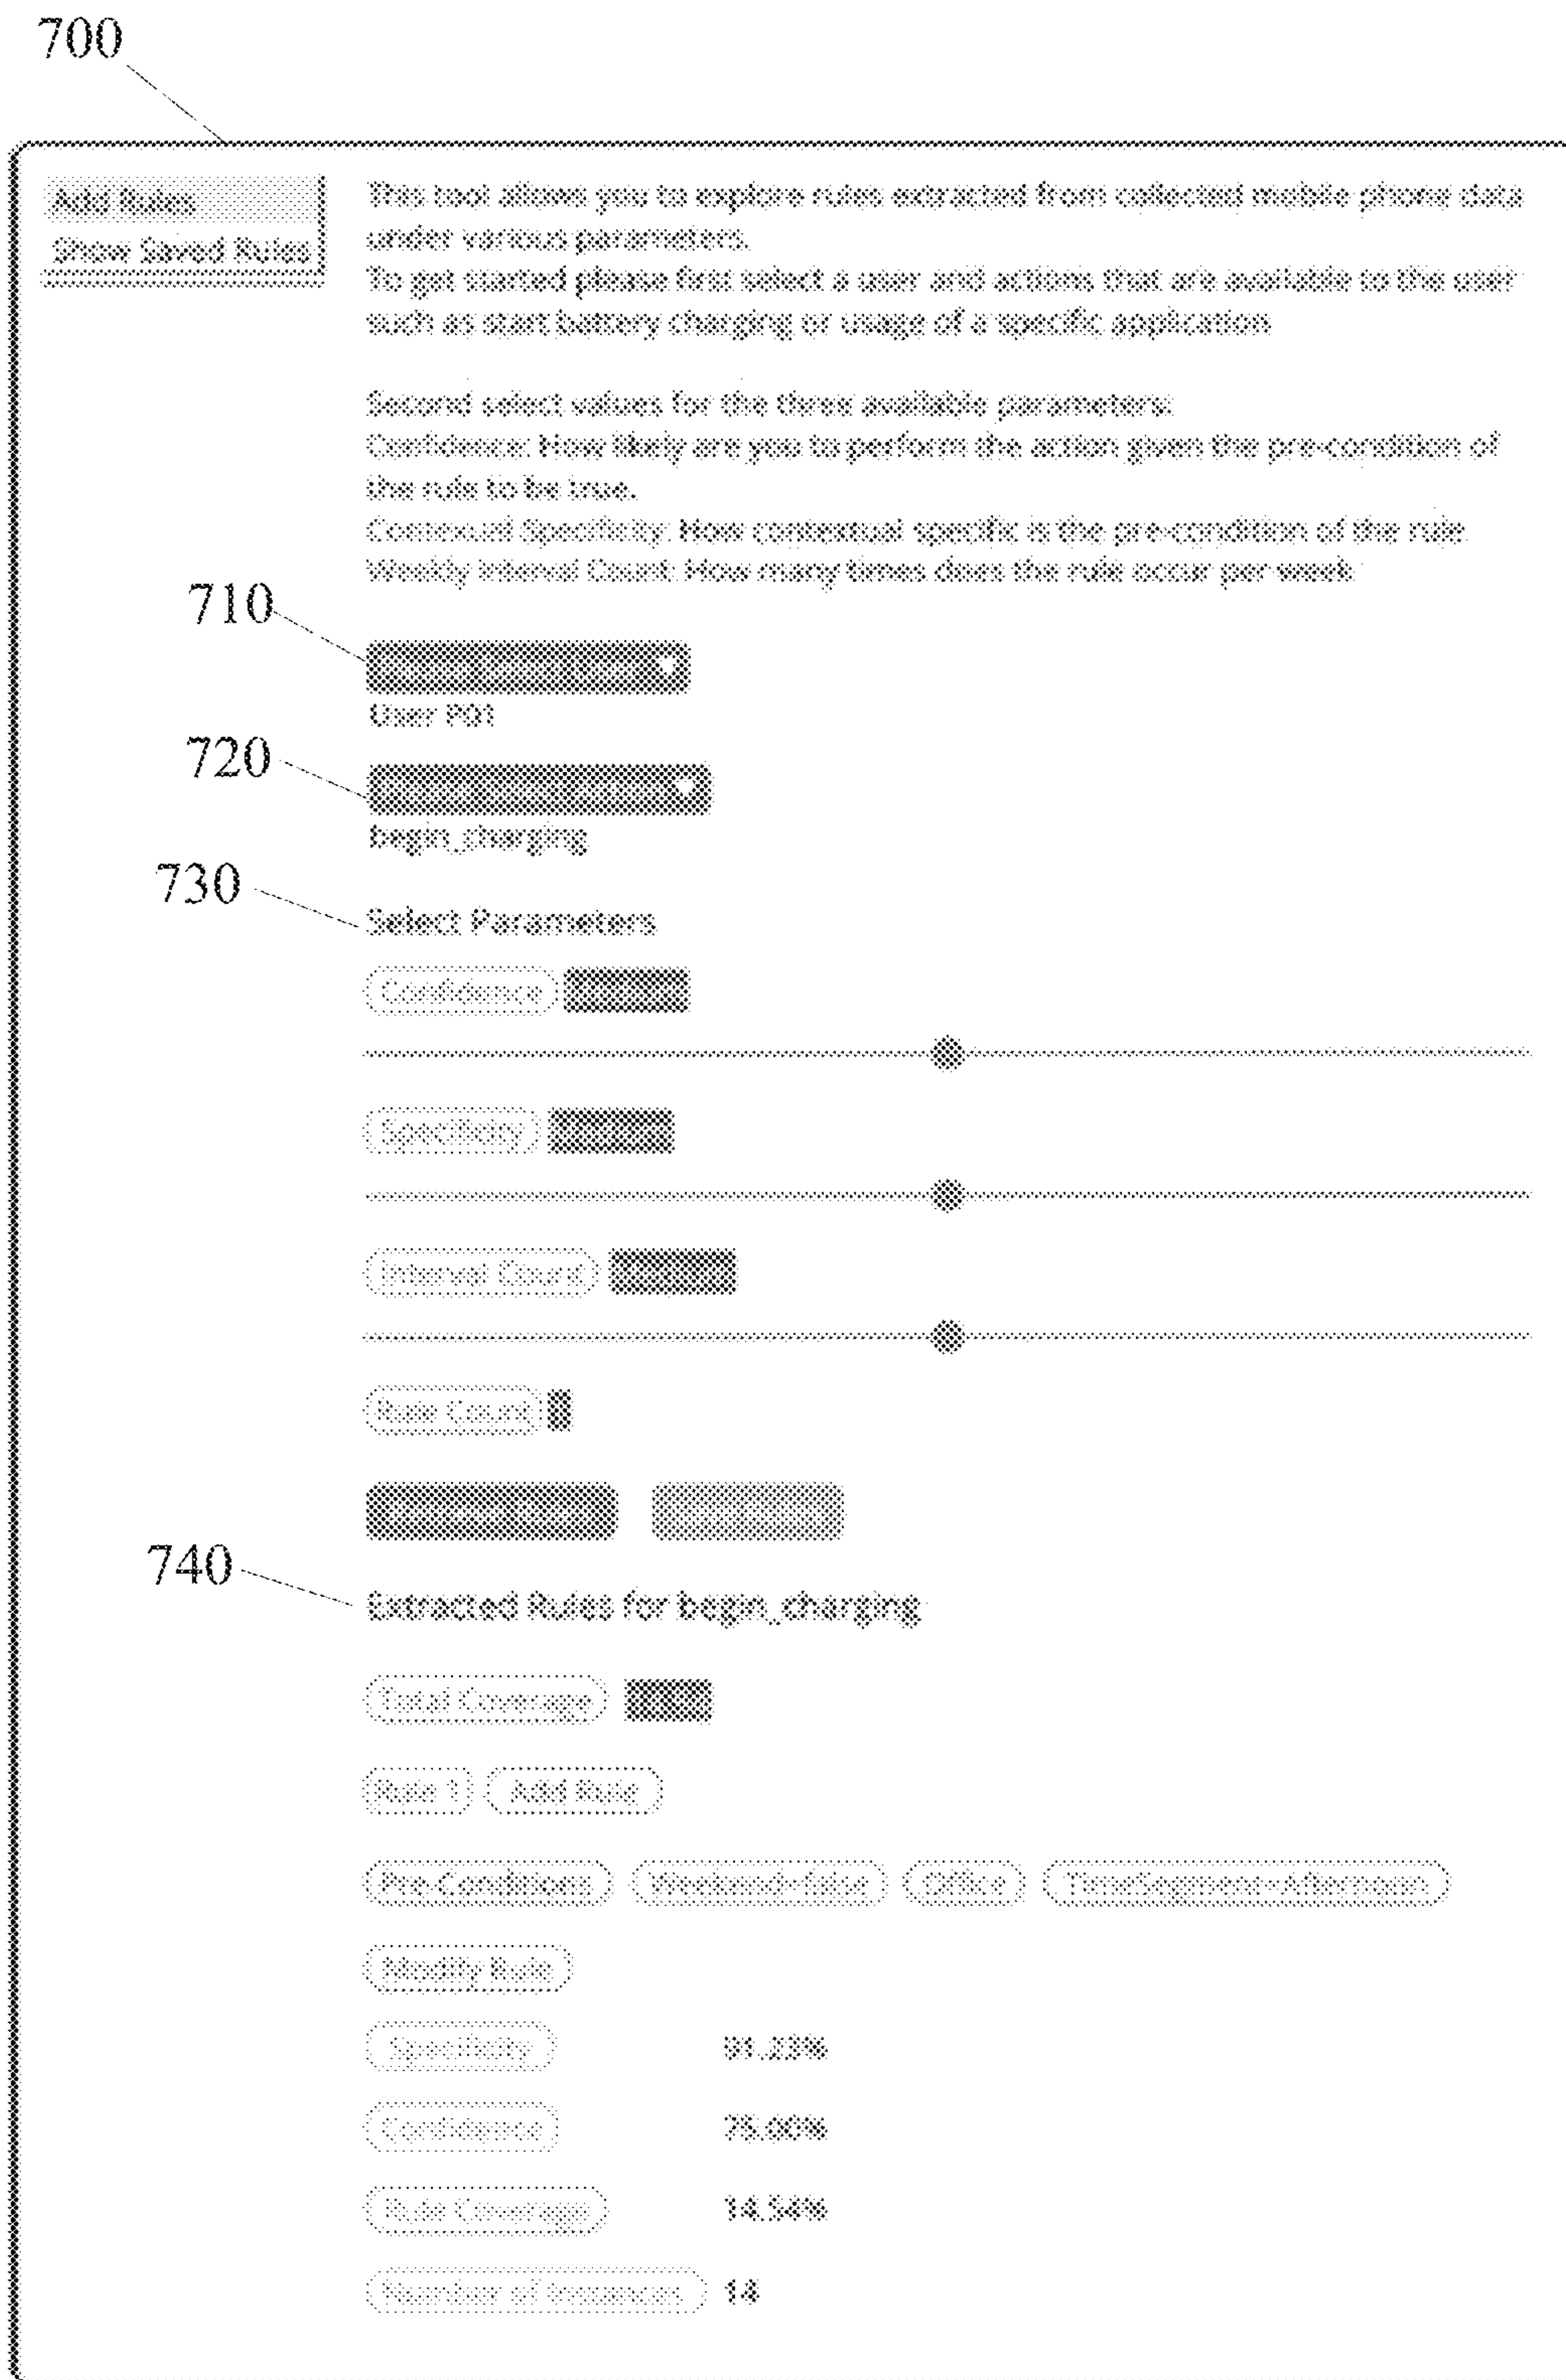 700
Add Rules
Show Saved Rules
This tool allows you to explore rules extracted from collected mobile phone data
under various parameters.
To get started please first select a user and actions that are available to the user
such as start battery charging or usage of a specific application
Second select values for the three available parameters:
Confidence: How likely are you to perform the action given the pre-condition of
the rule to be true.
Contextual Specificity: How contextual specific is the pre-condition of the rule
Weekly Interval Count: How many times does the rule occur per week
710
User P01
720
begin_charging
730
Select Parameters
Confidence
Specificity
Interval Count
Rule Count
740
Extracted Rules for begin_charging
Total Coverage
Rule 1 Add Rule
Pre Conditions Weekend-false Office TimeSegment-Afternoon
Modify Rule
Specificity 91.23%
Confidence 75.00%
Rule Coverage 14.54%
Number of Instances 14